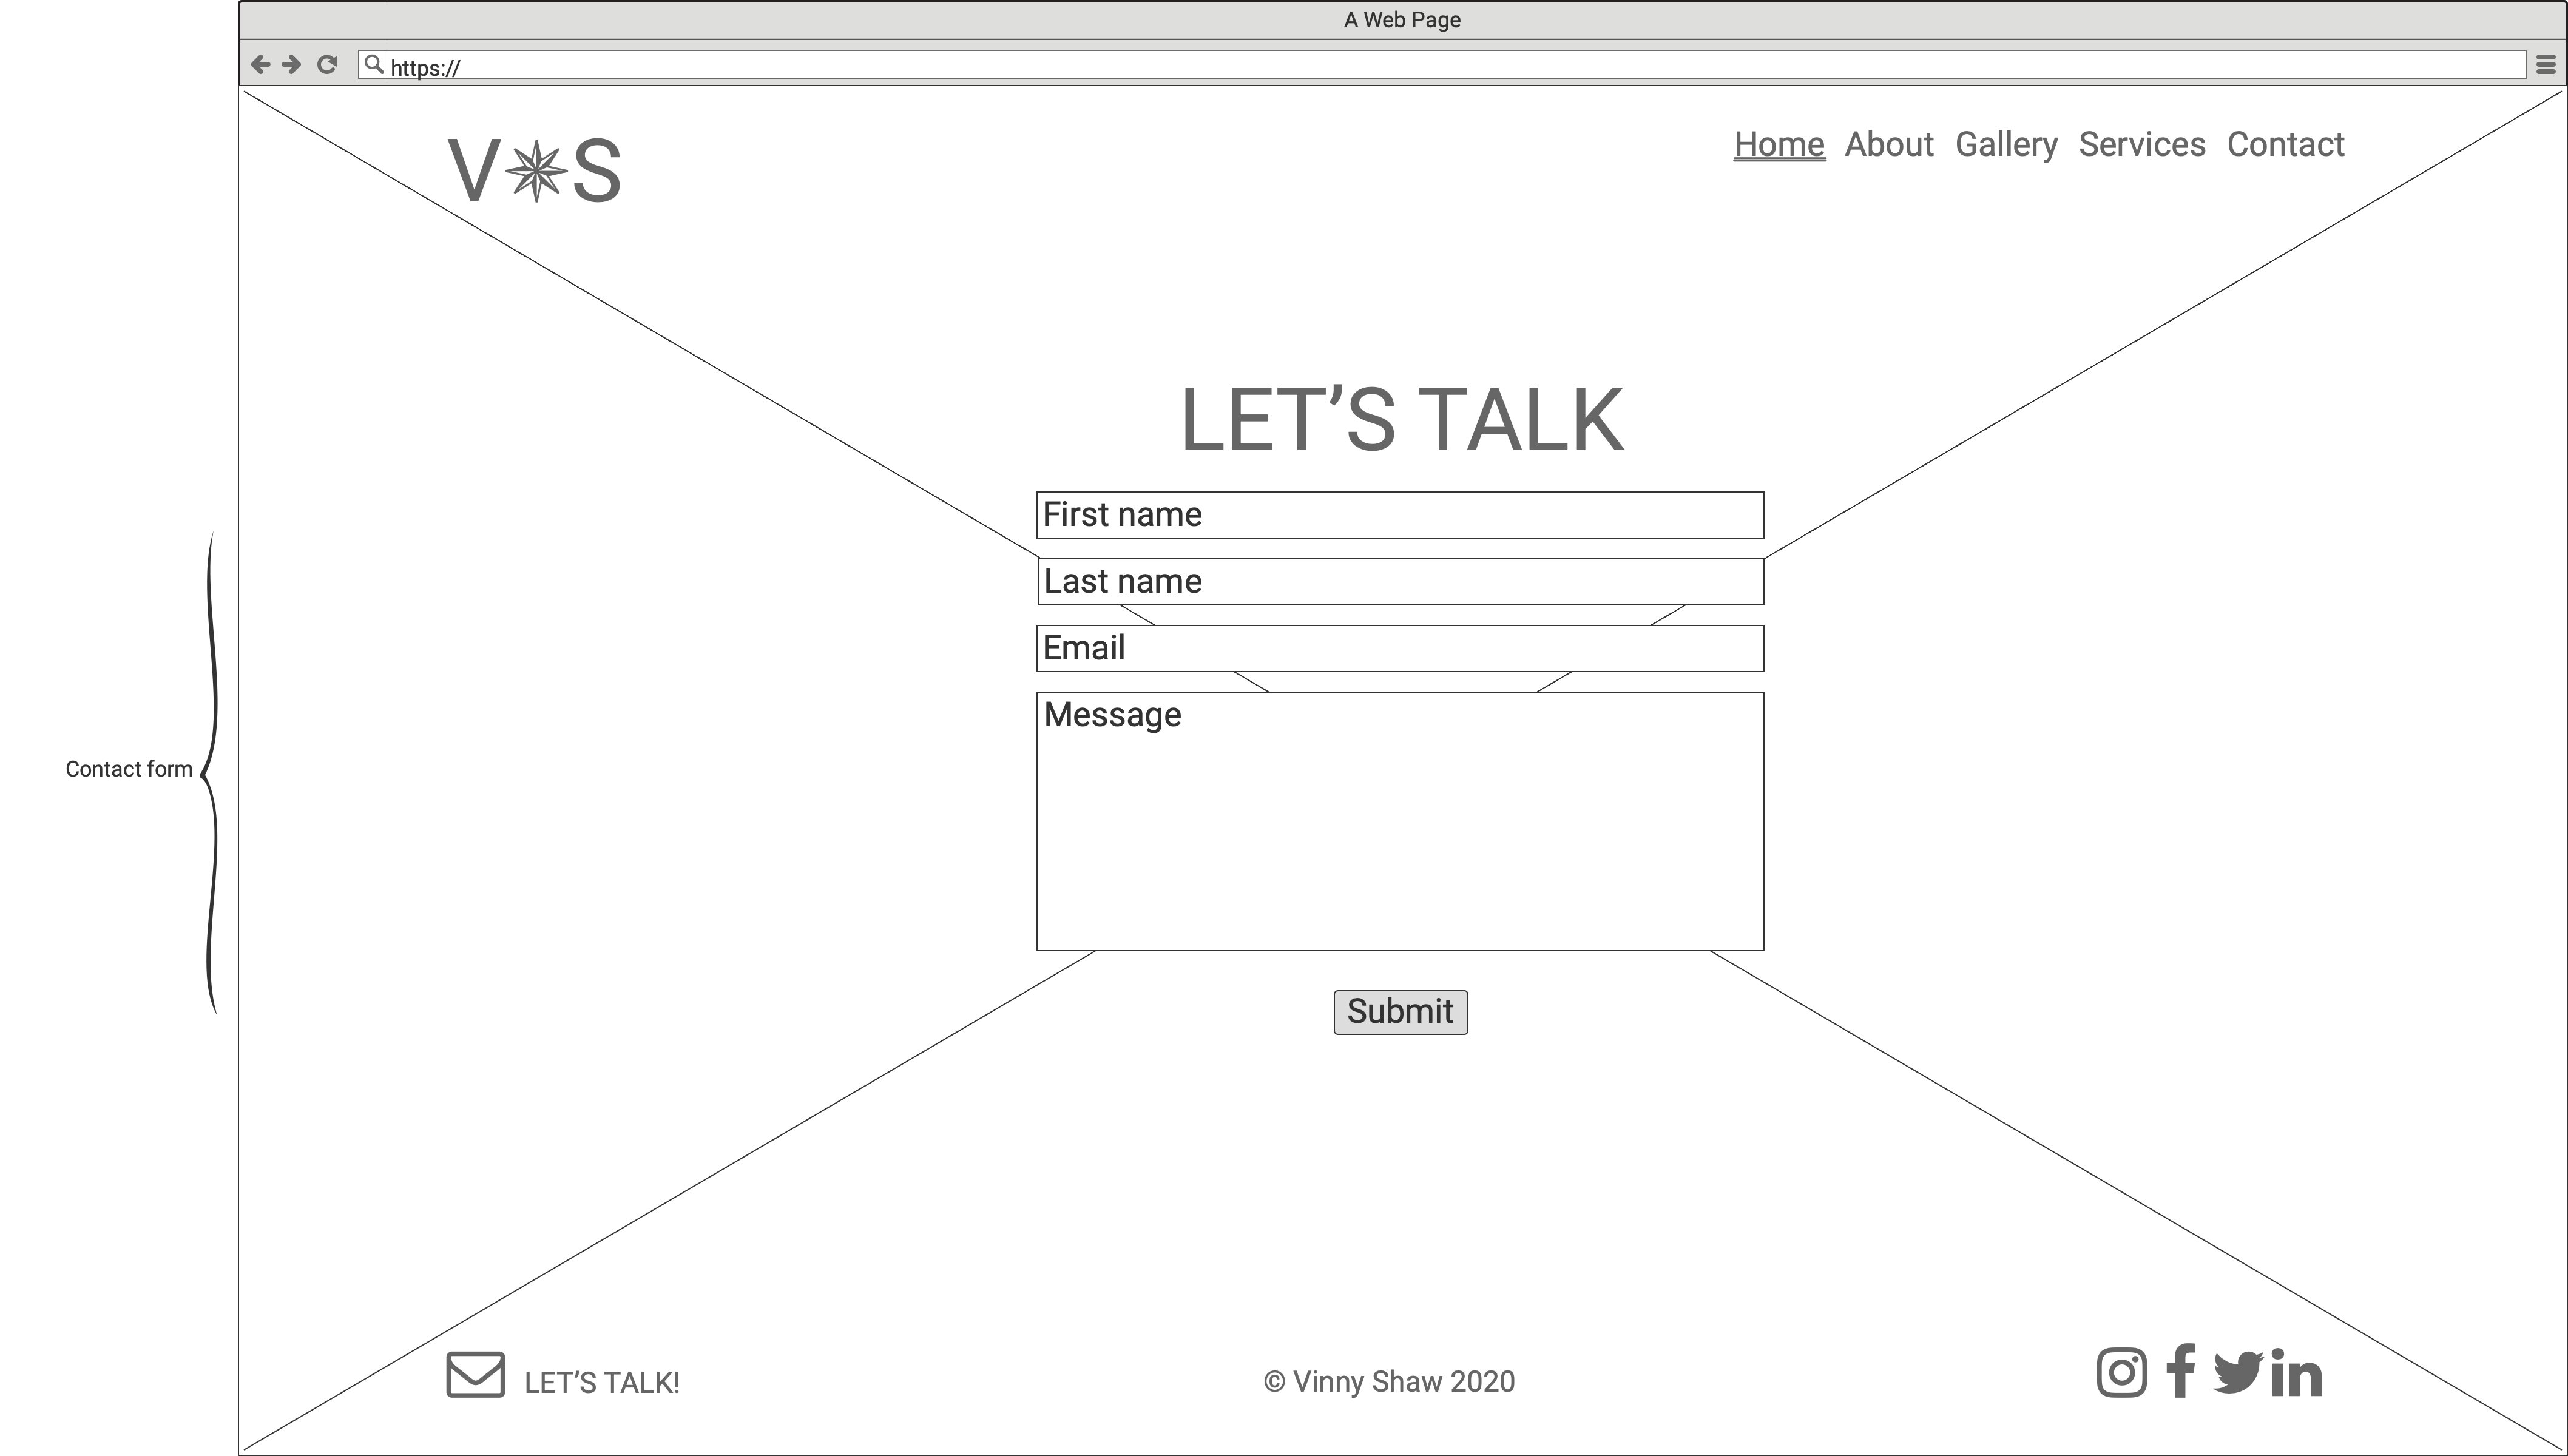 A Web Page
https://
V S
Home About Gallery Services Contact
LET’S TALK
First name
Last name
Email
Message
Contact form
Submit
LET’S TALK!
© Vinny Shaw 2020